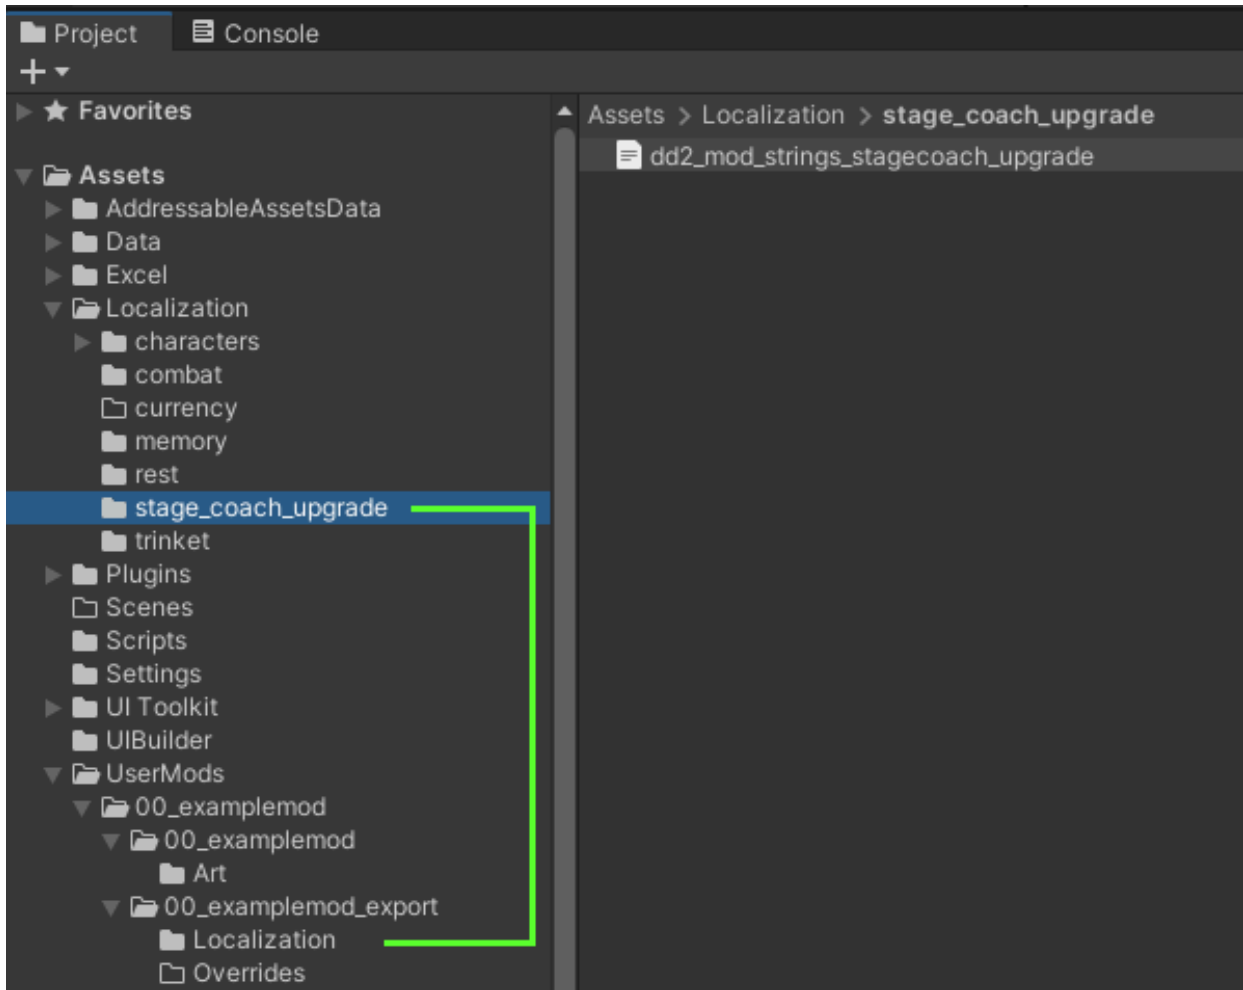 Project
Console
Favorites
Assets
AddressableAssetsData
Data
Excel
Localization
characters
combat
currency
memory
rest
stage_coach_upgrade
trinket
Plugins
Scenes
Scripts
Settings
UI Toolkit
UIBuilder
UserMods
00_examplemod
00_examplemod
Art
00_examplemod_export
Localization
Overrides
Assets > Localization > stage_coach_upgrade
dd2_mod_strings_stagecoach_upgrade